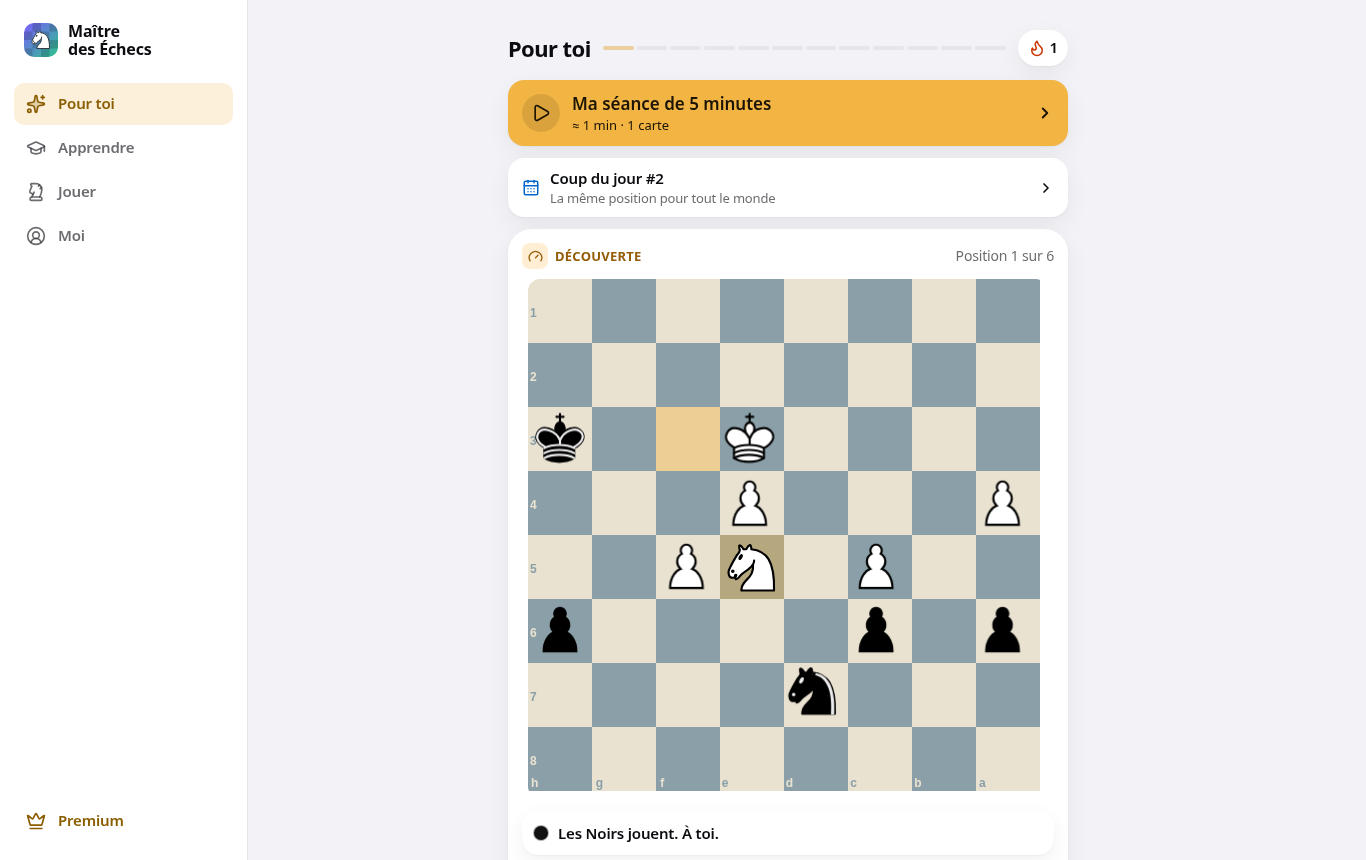 Maître
des Échecs
Pour toi
Apprendre
Jouer
Moi
Premium
Pour toi
1
Ma séance de 5 minutes
≈ 1 min · 1 carte
Coup du jour #2
La même position pour tout le monde
DÉCOUVERTE
Position 1 sur 6
1
2
3
4
5
6
7
8
h g f e d c b a
Les Noirs jouent. À toi.